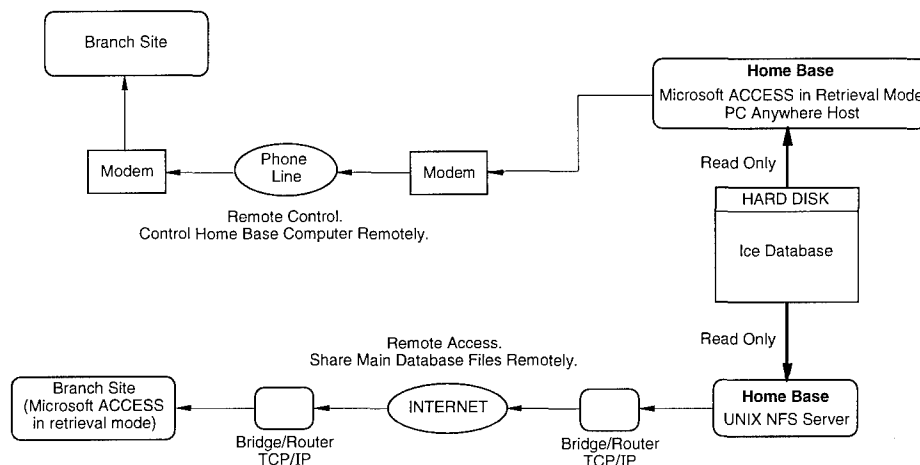 Branch Site
Home Base
Microsoft ACCESS in Retrieval Mode
PC Anywhere Host
Modem
Phone
Line
Modem
Read Only
Remote Control.
Control Home Base Computer Remotely.
HARD DISK
Ice Database
Remote Access.
Share Main Database Files Remotely.
Read Only
Branch Site
(Microsoft ACCESS
in retrieval mode)
INTERNET
Home Base
UNIX NFS Server
Bridge/Router
TCP/IP
Bridge/Router
TCP/IP